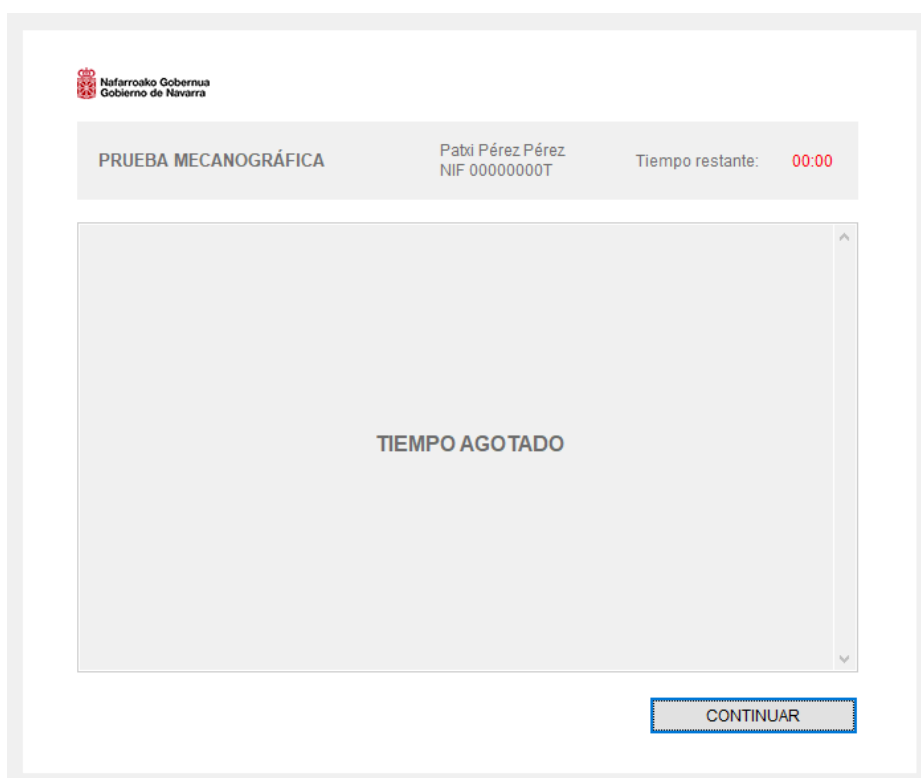 Nafarroako Gobernua
Gobierno de Navarra
PRUEBA MECANOGRÁFICA
Patxi Pérez Pérez
NIF 00000000T
Tiempo restante: 00:00
TIEMPO AGOTADO
CONTINUAR